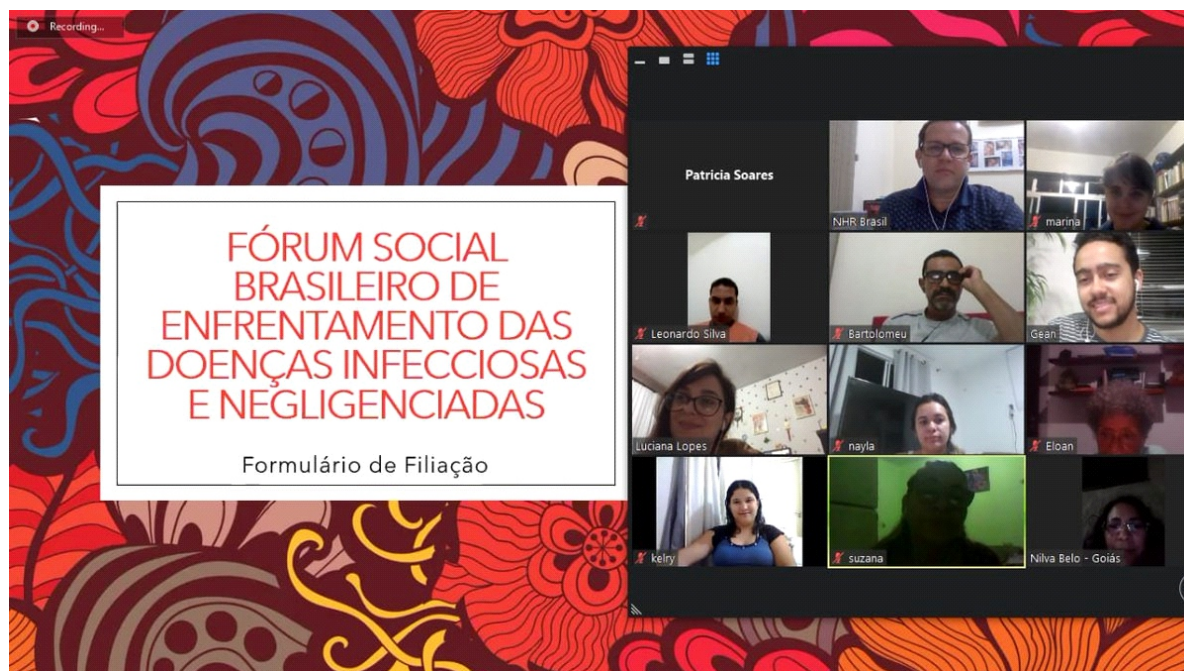 Recording...
FÓRUM SOCIAL
BRASILEIRO DE
ENFRENTAMENTO DAS
DOENÇAS INFECCIOSAS
E NEGLIGENCIADAS
Formulário de Filiação
Patricia Soares
NHR Brasil
marina
Leonardo Silva
Bartolomeu
Gean
Luciana Lopes
nayla
Eloan
kelry
suzana
Nilva Belo - Goiás